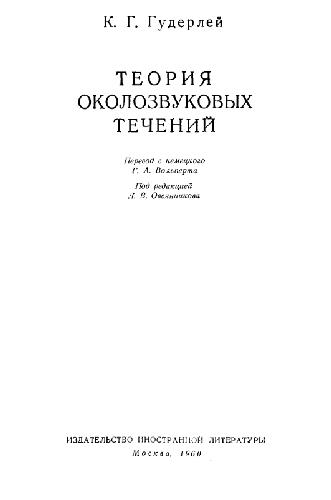 К. Г. Гудерлей
ТЕОРИЯ
ОКОЛОЗВУКОВЫХ
ТЕЧЕНИЙ
Перевод с немецкого
Г. А. Вольперта
Под редакцией
Л. В. Овсянникова
ИЗДАТЕЛЬСТВО ИНОСТРАННОЙ ЛИТЕРАТУРЫ
Москва, 1960